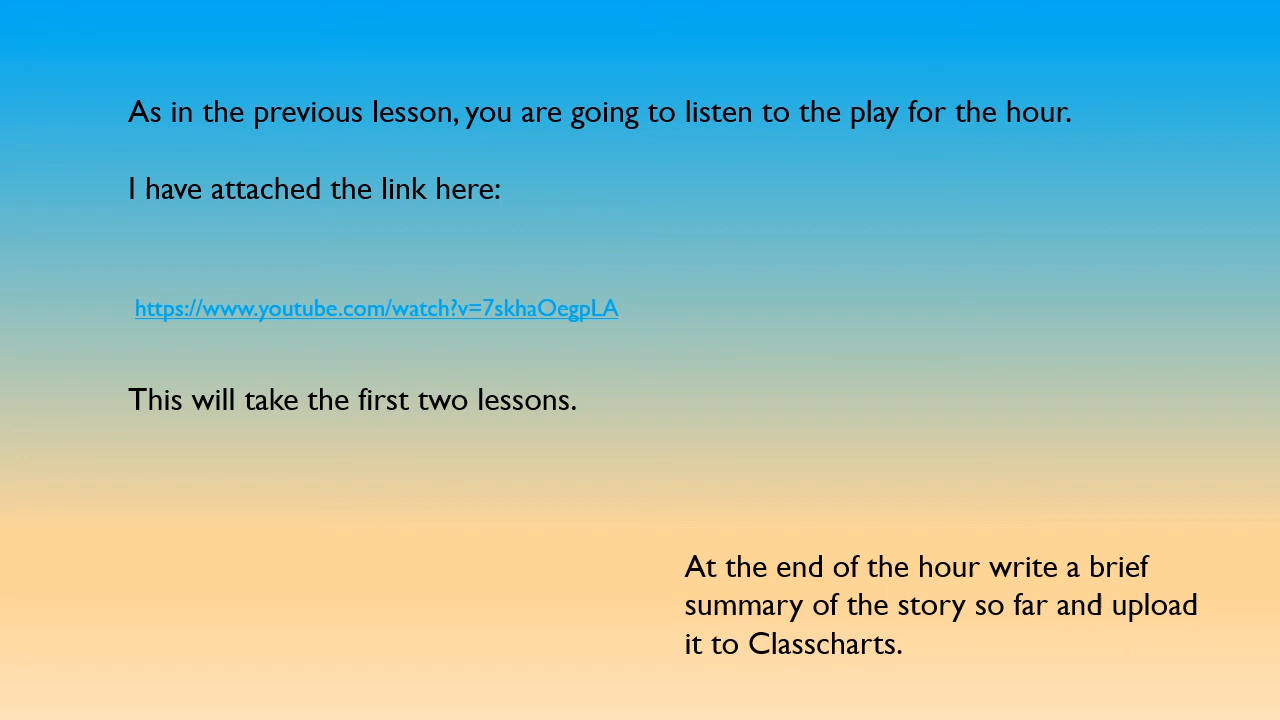 As in the previous lesson, you are going to listen to the play for the hour.
I have attached the link here:
https://www.youtube.com/watch?v=7skhaOegpLA
This will take the first two lessons.
At the end of the hour write a brief
summary of the story so far and upload
it to Classcharts.